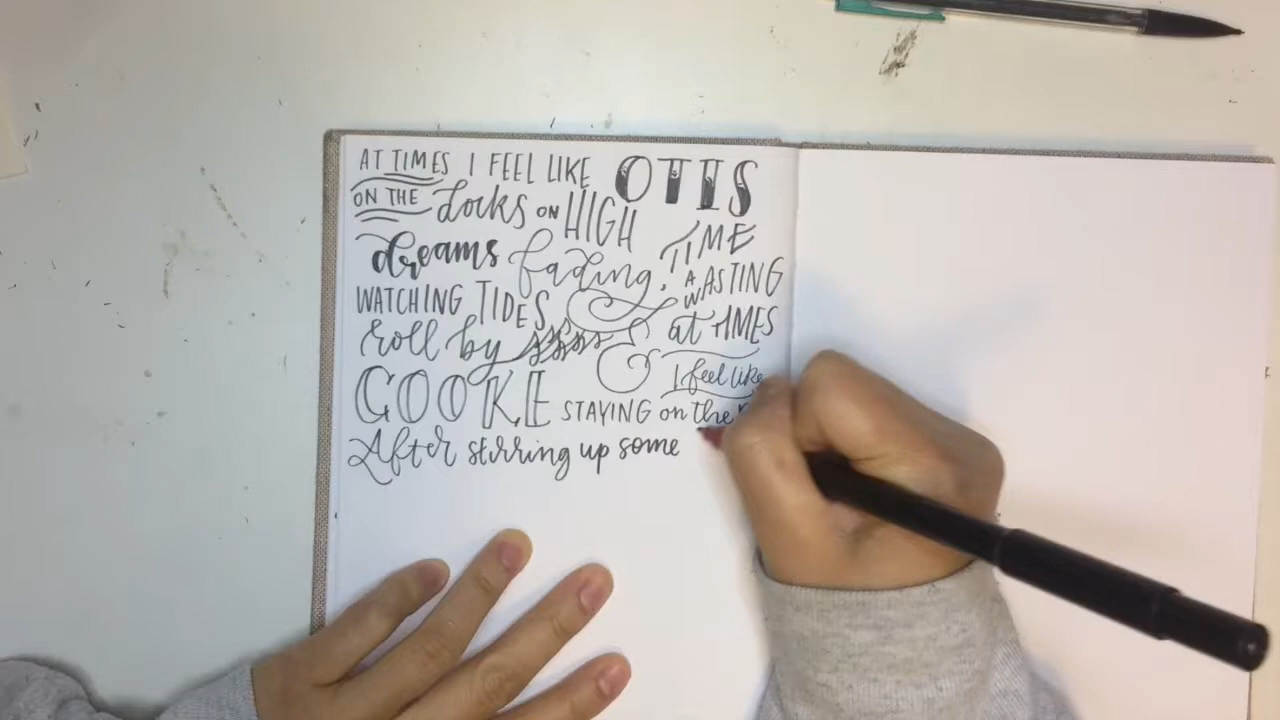 AT TIMES I FEEL LIKE OTIS
ON THE docks ON HIGH
dreams fading. TIME
A WASTING
WATCHING TIDES
roll by at TIMES
& I feel like
COOKE STAYING on the
After stirring up some